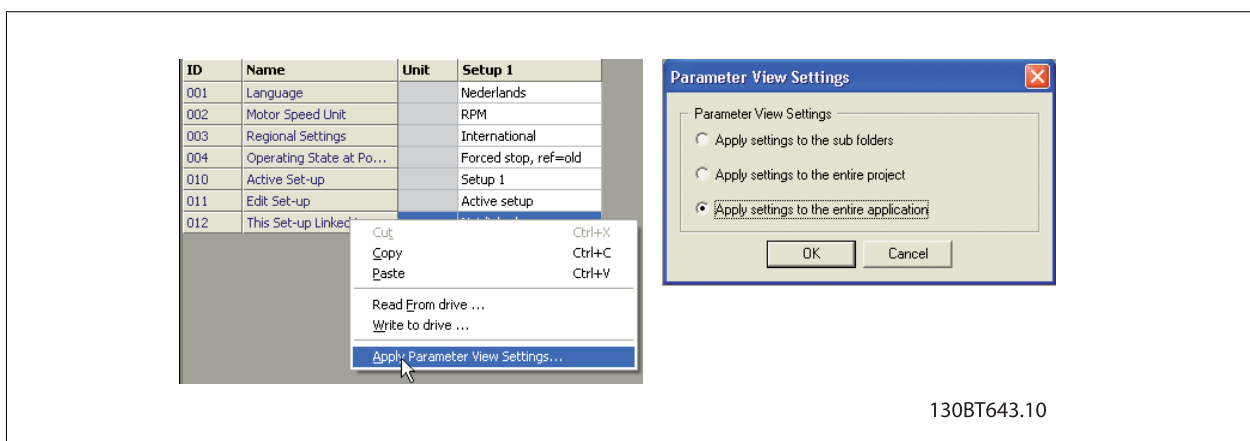 ID Name Unit Setup 1
001 Language Nederlands
002 Motor Speed Unit RPM
003 Regional Settings International
004 Operating State at Po... Forced stop, ref=old
010 Active Set-up Setup 1
011 Edit Set-up Active setup
012 This Set-up Linked
Cut Ctrl+X
Copy Ctrl+C
Paste Ctrl+V
Read From drive ...
Write to drive ...
Apply Parameter View Settings...
Parameter View Settings
Parameter View Settings
Apply settings to the sub folders
Apply settings to the entire project
Apply settings to the entire application
OK Cancel
130BT643.10